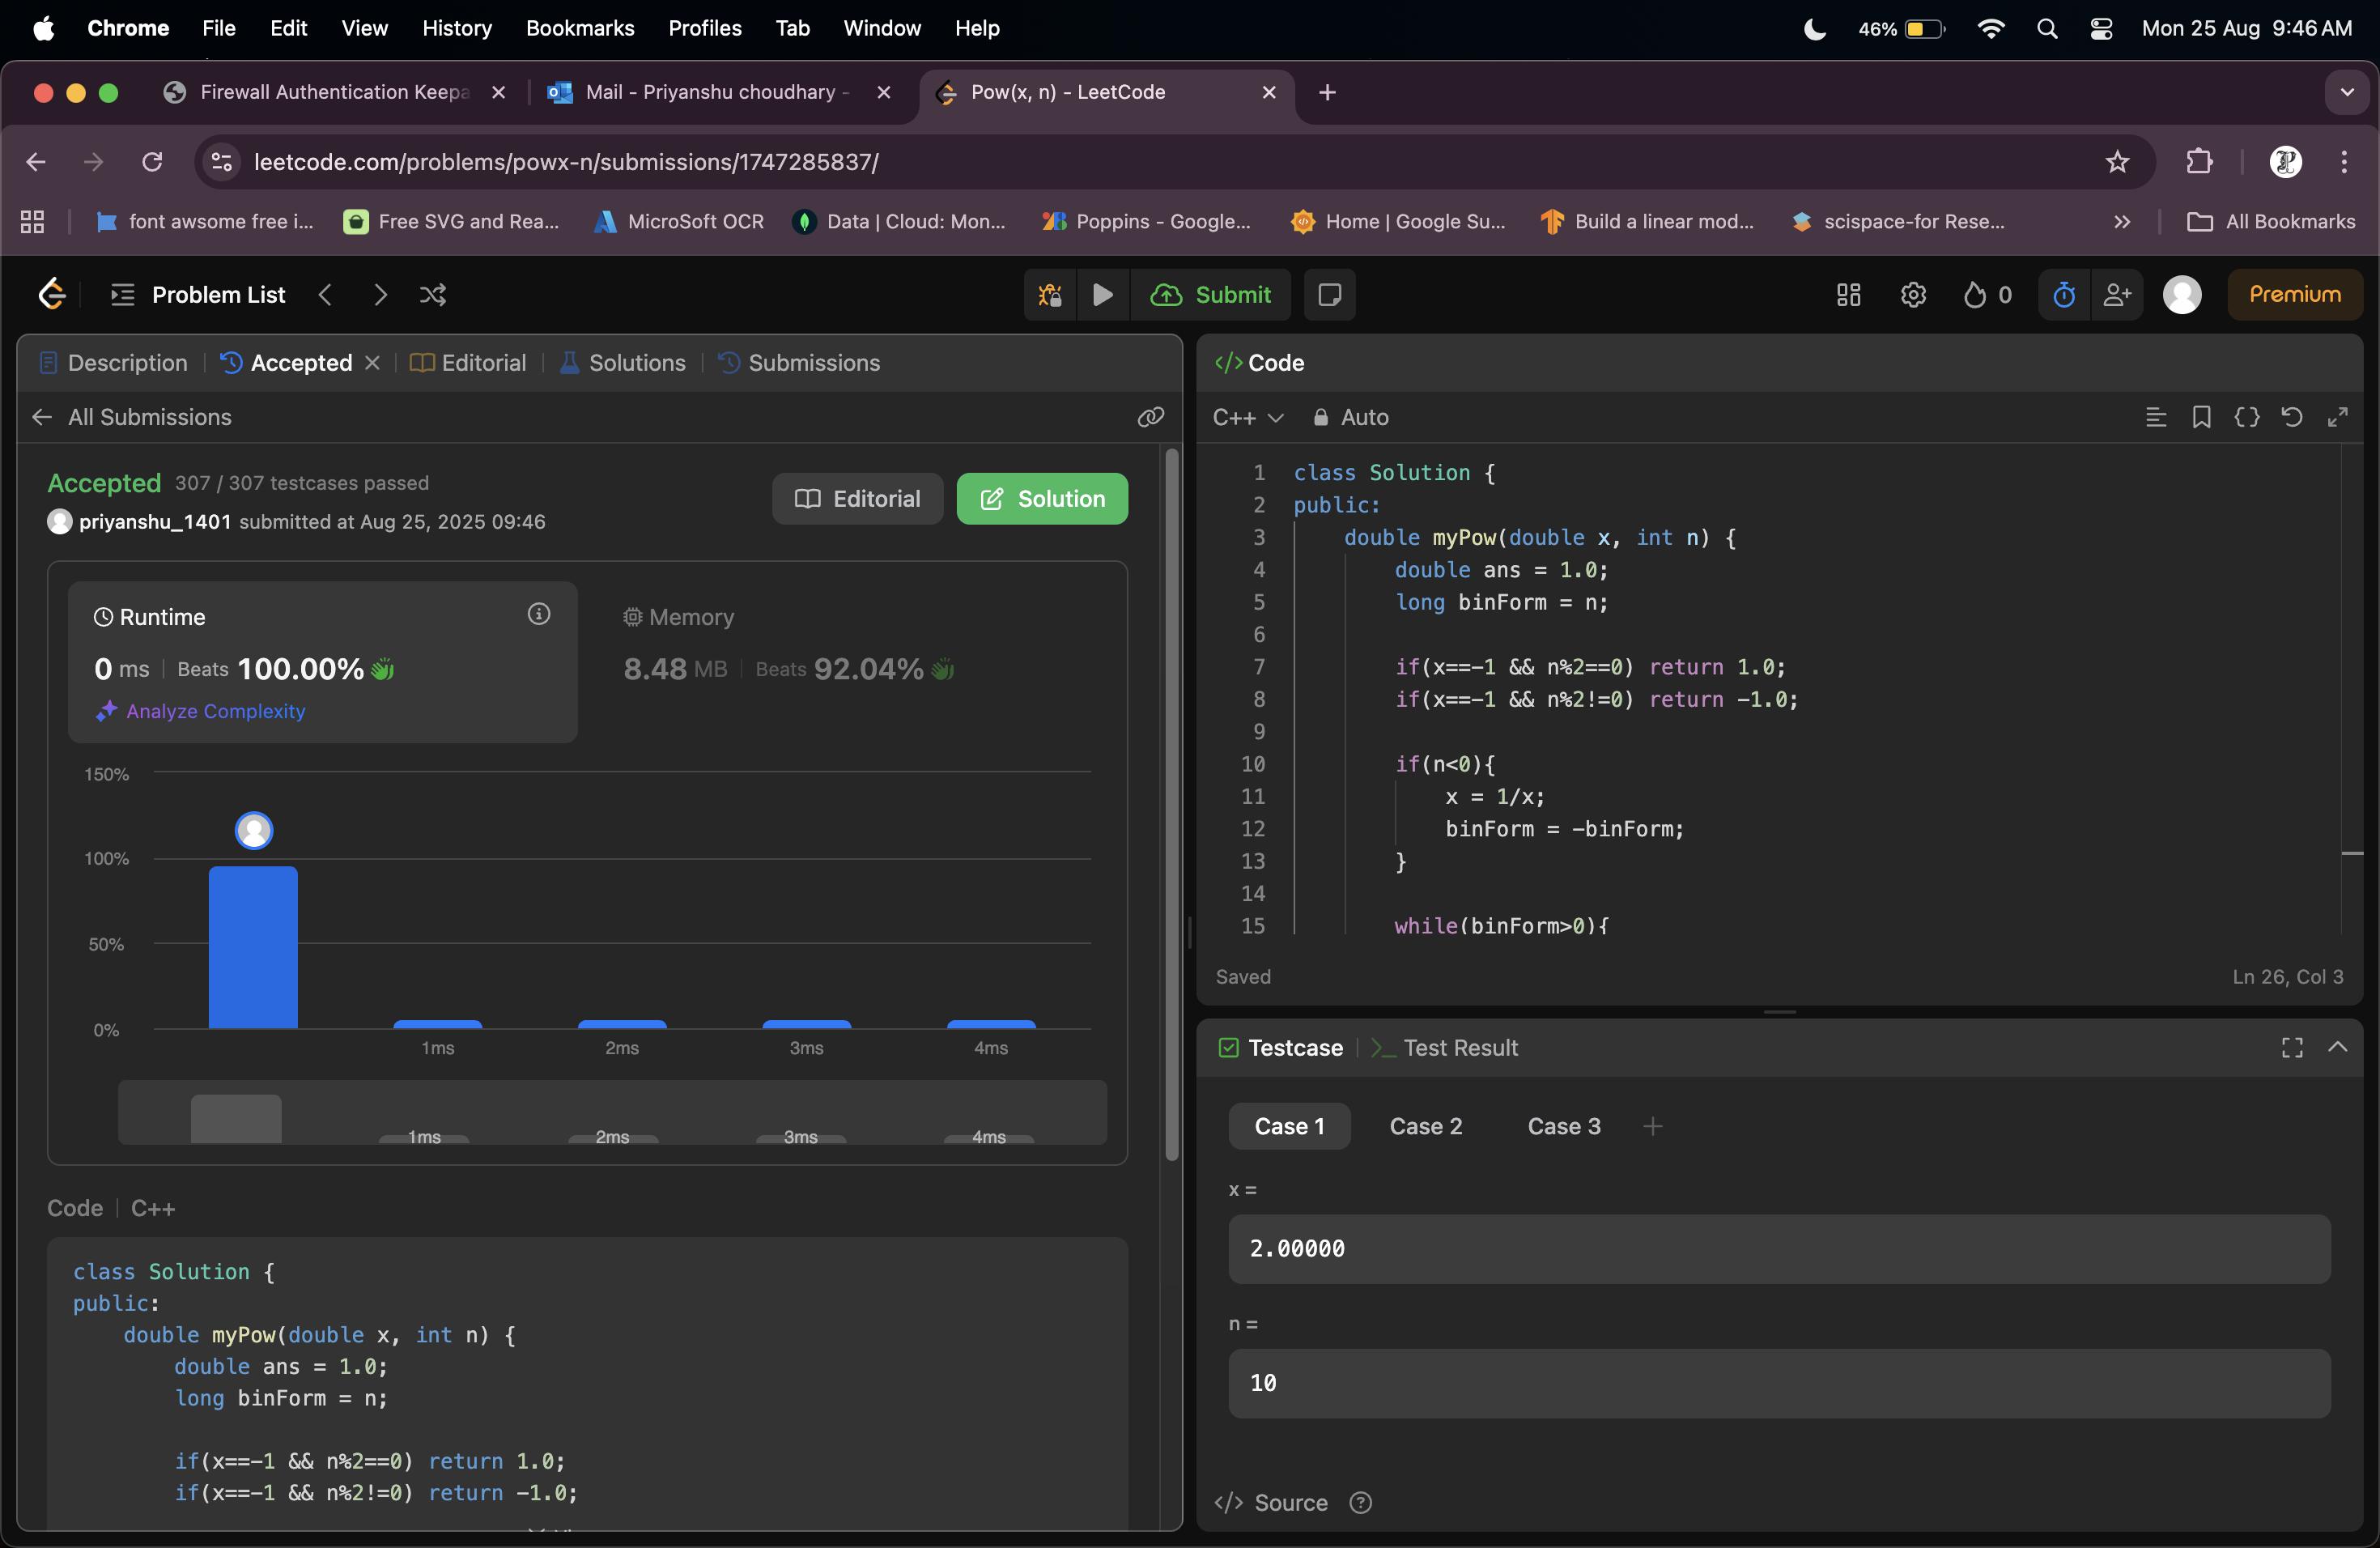 Chrome File Edit View History Bookmarks Profiles Tab Window Help 46% Mon 25 Aug 9:46 AM
Firewall Authentication Keepa Mail - Priyanshu choudhary - Pow(x, n) - LeetCode
leetcode.com/problems/powx-n/submissions/1747285837/
font awsome free i... Free SVG and Rea... MicroSoft OCR Data | Cloud: Mon... Poppins - Google... Home | Google Su... Build a linear mod... scispace-for Rese... All Bookmarks
Problem List Submit 0 Premium
Description Accepted Editorial Solutions Submissions
All Submissions
Accepted 307 / 307 testcases passed
priyanshu_1401 submitted at Aug 25, 2025 09:46
Editorial Solution
Runtime
0 ms Beats 100.00%
Analyze Complexity
Memory
8.48 MB Beats 92.04%
150%
100%
50%
0%
1ms 2ms 3ms 4ms
1ms 2ms 3ms 4ms
Code C++
class Solution {
public:
    double myPow(double x, int n) {
        double ans = 1.0;
        long binForm = n;
        if(x==-1 && n%2==0) return 1.0;
        if(x==-1 && n%2!=0) return -1.0;
</> Code
C++ Auto
1 class Solution {
2 public:
3     double myPow(double x, int n) {
4         double ans = 1.0;
5         long binForm = n;
6
7         if(x==-1 && n%2==0) return 1.0;
8         if(x==-1 && n%2!=0) return -1.0;
9
10         if(n<0){
11             x = 1/x;
12             binForm = -binForm;
13         }
14
15         while(binForm>0){
Saved Ln 26, Col 3
Testcase >_ Test Result
Case 1 Case 2 Case 3 +
x =
2.00000
n =
10
</> Source ?